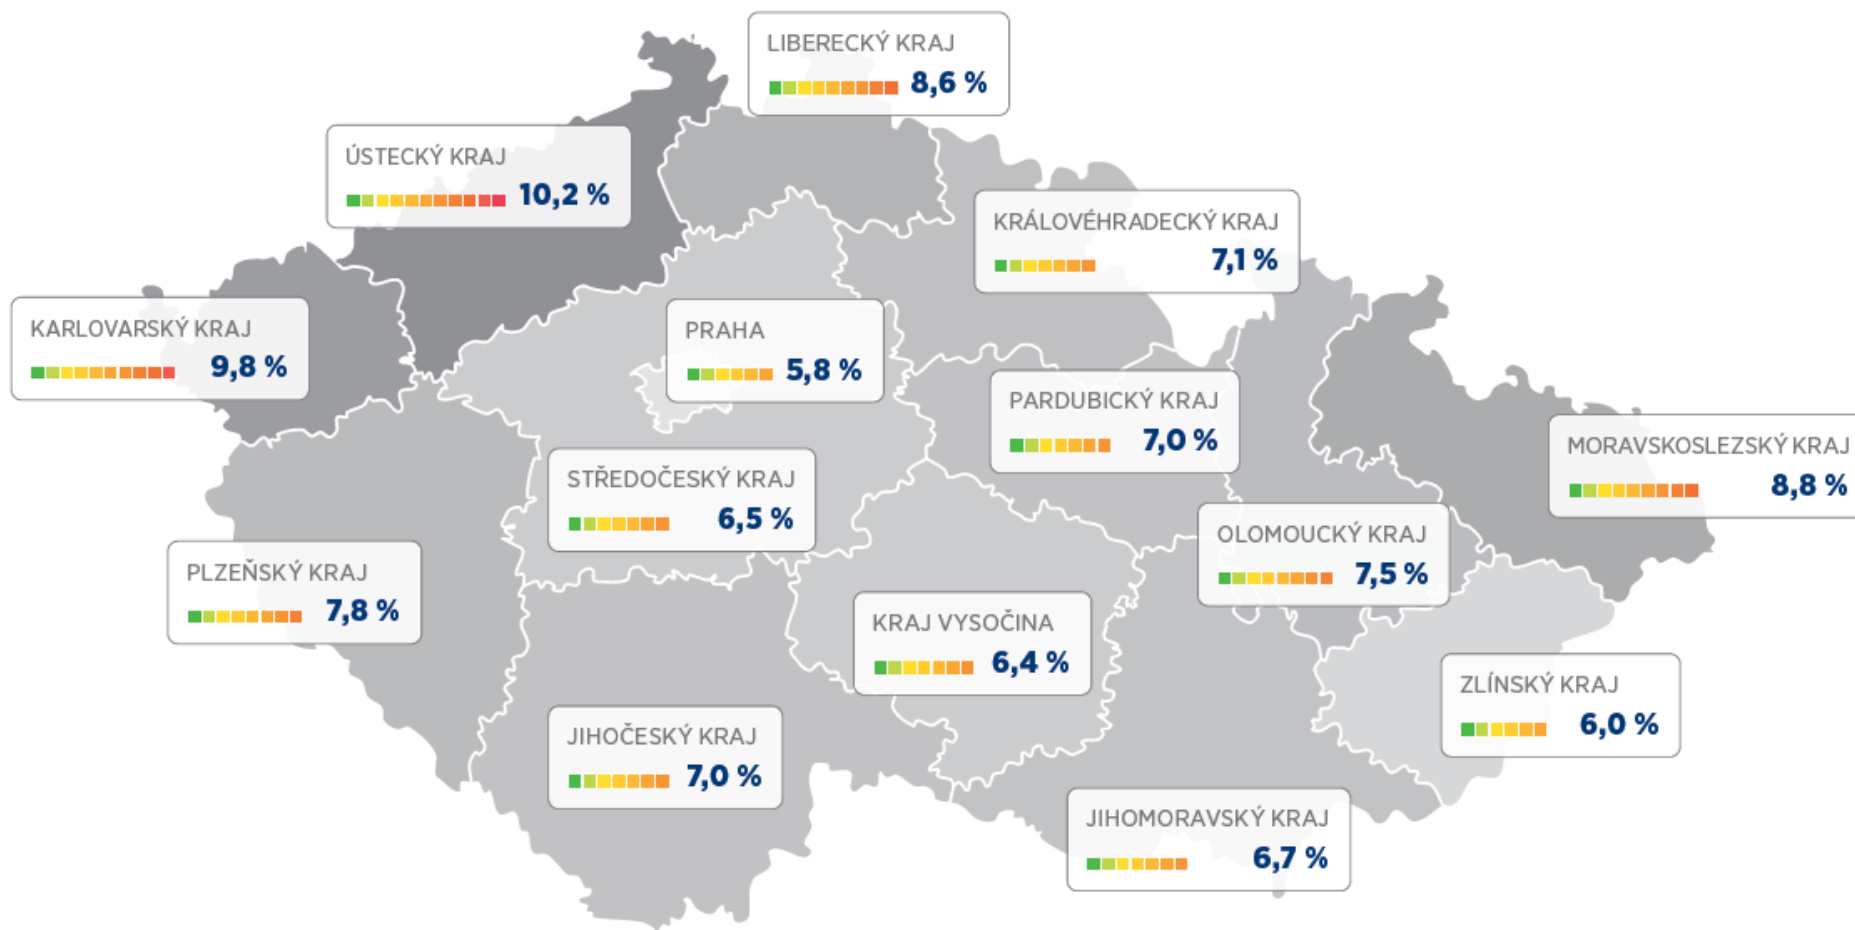 LIBERECKÝ KRAJ
8,6 %
ÚSTECKÝ KRAJ
10,2 %
KRÁLOVÉHRADECKÝ KRAJ
7,1 %
KARLOVARSKÝ KRAJ
9,8 %
PRAHA
5,8 %
PARDUBICKÝ KRAJ
7,0 %
MORAVSKOSLEZSKÝ KRAJ
8,8 %
STŘEDOČESKÝ KRAJ
6,5 %
OLOMOUCKÝ KRAJ
7,5 %
PLZEŇSKÝ KRAJ
7,8 %
KRAJ VYSOČINA
6,4 %
ZLÍNSKÝ KRAJ
6,0 %
JIHOČESKÝ KRAJ
7,0 %
JIHOMORAVSKÝ KRAJ
6,7 %